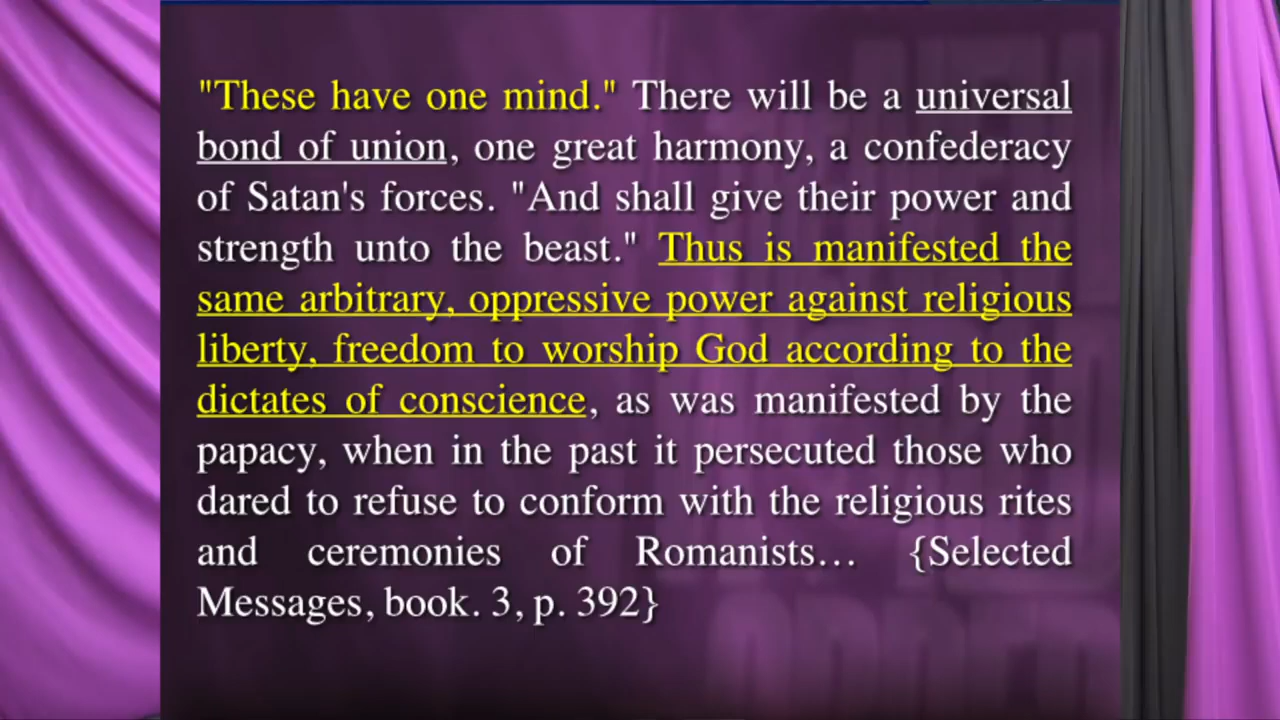 "These have one mind." There will be a universal
bond of union, one great harmony, a confederacy
of Satan's forces. "And shall give their power and
strength unto the beast." Thus is manifested the
same arbitrary, oppressive power against religious
liberty, freedom to worship God according to the
dictates of conscience, as was manifested by the
papacy, when in the past it persecuted those who
dared to refuse to conform with the religious rites
and ceremonies of Romanists… {Selected
Messages, book. 3, p. 392}